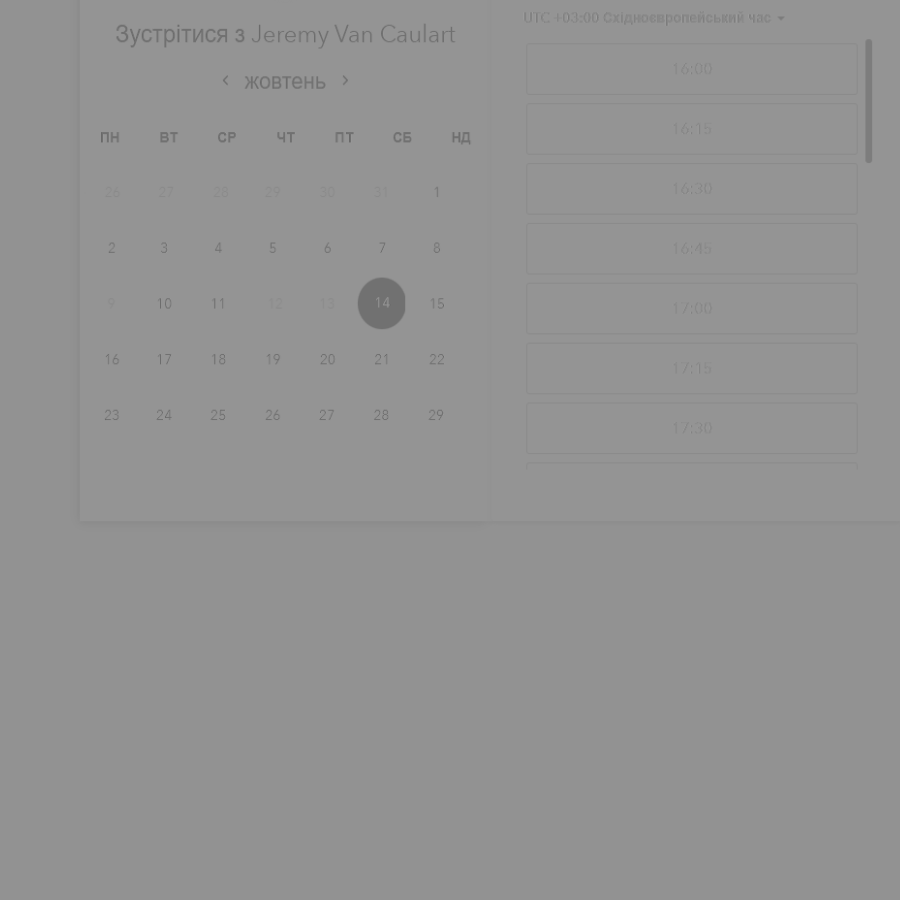 Зустрітися з Jeremy Van Caulart
жовтень
ПН ВТ СР ЧТ ПТ СБ НД
26 27 28 29 30 31 1
2 3 4 5 6 7 8
9 10 11 12 13 14 15
16 17 18 19 20 21 22
23 24 25 26 27 28 29
UTC +03:00 Східноєвропейський час
16:00
16:15
16:30
16:45
17:00
17:15
17:30